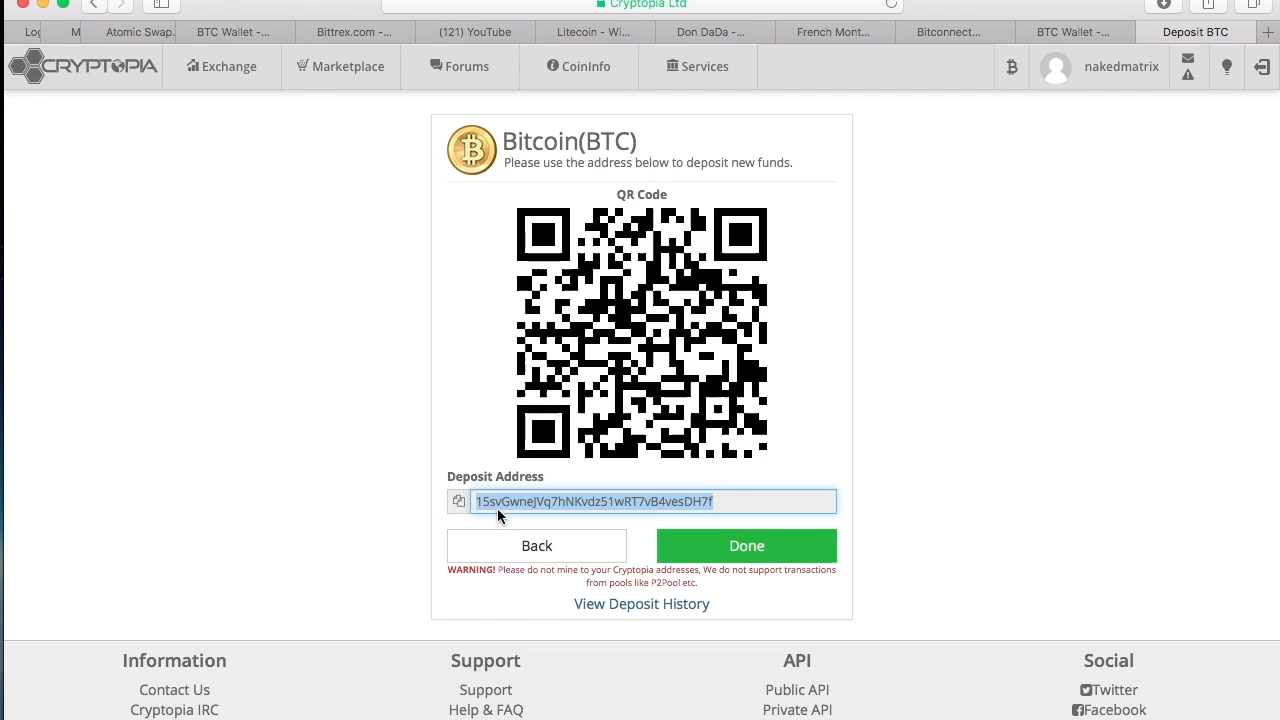 Cryptopia Ltd
Log
M
Atomic Swap.
BTC Wallet -...
Bittrex.com -...
(121) YouTube
Litecoin - Wi...
Don DaDa -...
French Mont...
Bitconnect...
BTC Wallet -...
Deposit BTC
CRYPTOPIA
Exchange
Marketplace
Forums
CoinInfo
Services
nakedmatrix
Bitcoin(BTC)
Please use the address below to deposit new funds.
QR Code
Deposit Address
15svGwneJVq7hNKvdz51wRT7vB4vesDH7f
Back
Done
WARNING! Please do not mine to your Cryptopia addresses, We do not support transactions
from pools like P2Pool etc.
View Deposit History
Information
Support
API
Social
Contact Us
Support
Public API
Twitter
Cryptopia IRC
Help & FAQ
Private API
Facebook